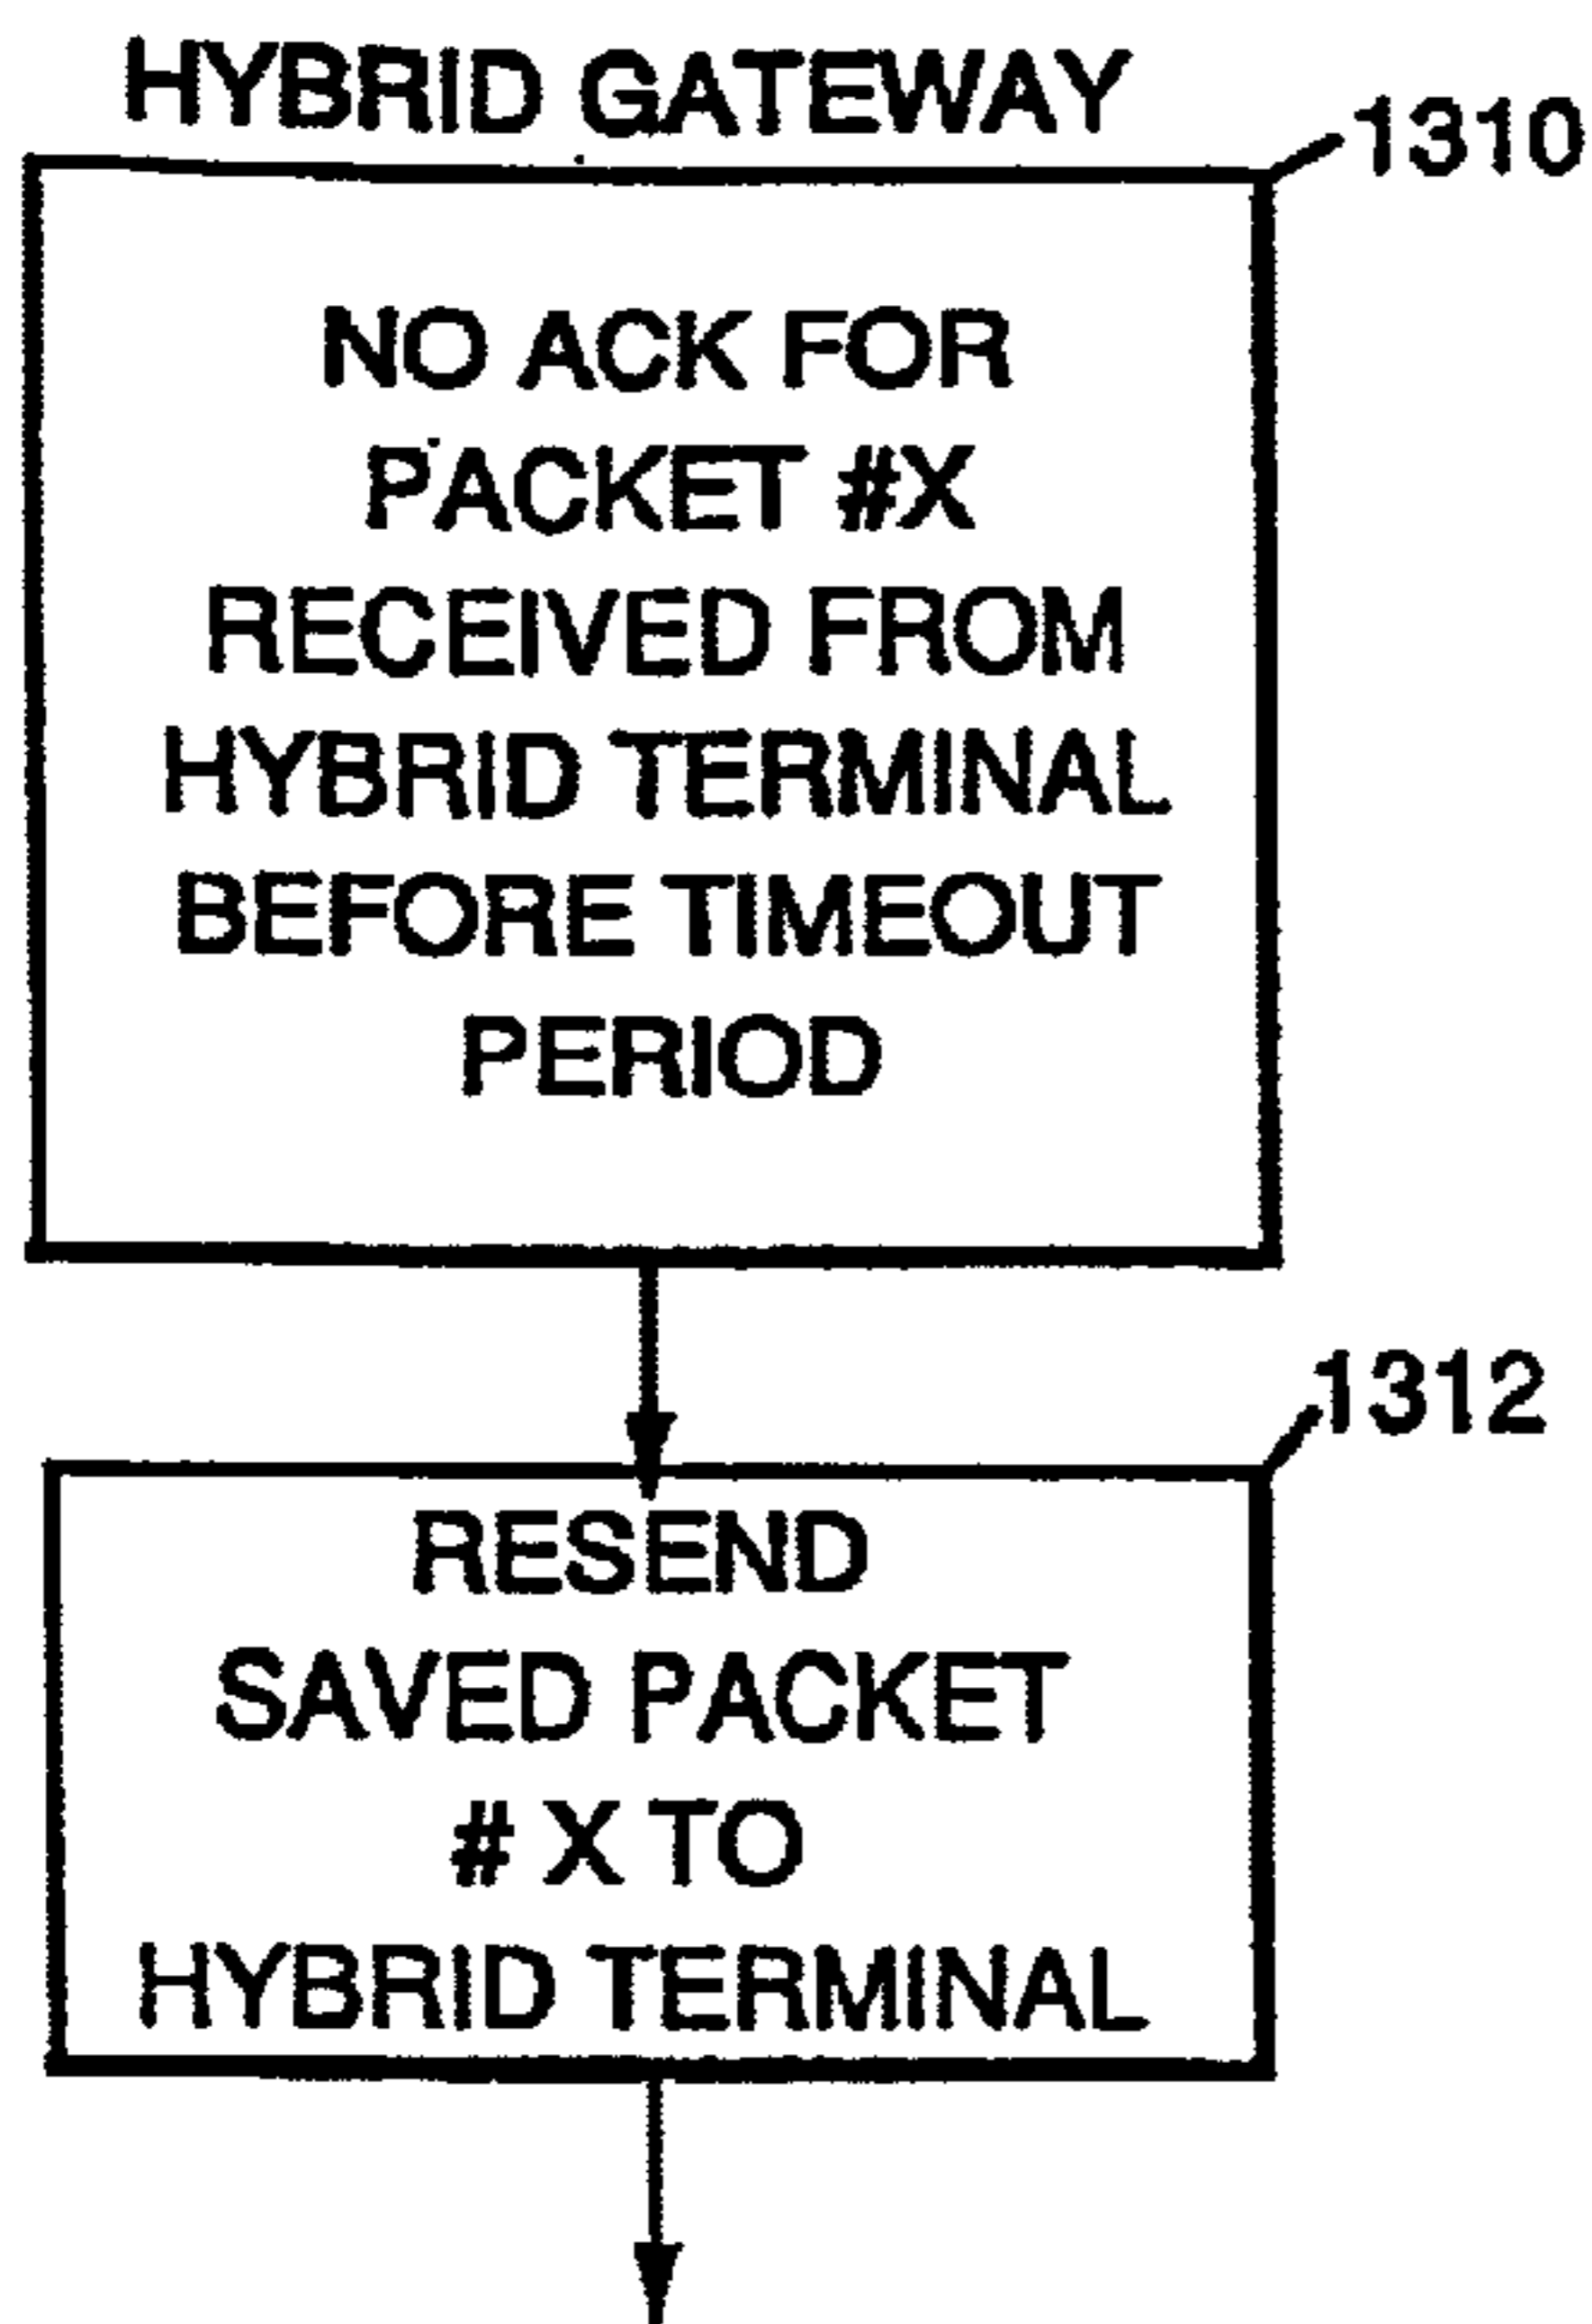 HYBRID GATEWAY
1310
NO ACK FOR
PACKET #X
RECEIVED FROM
HYBRID TERMINAL
BEFORE TIMEOUT
PERIOD
1312
RESEND
SAVED PACKET
# X TO
HYBRID TERMINAL